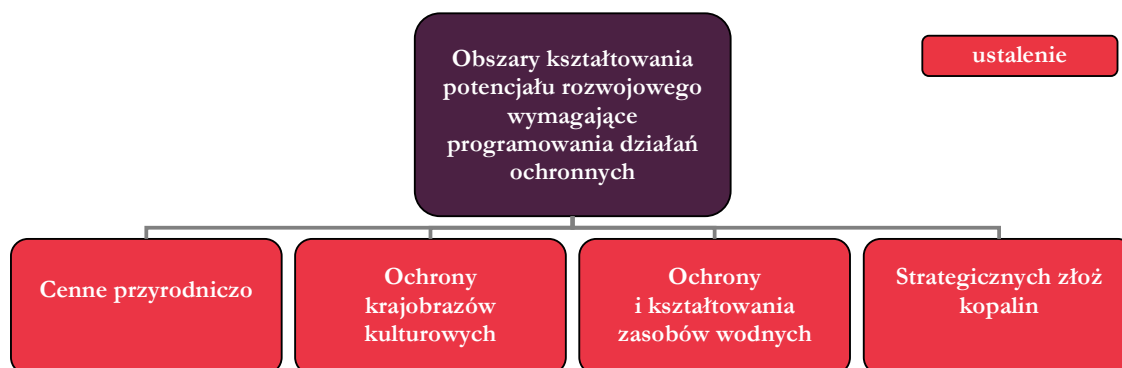 Obszary kształtowania
potencjału rozwojowego
wymagające
programowania działań
ochronnych
ustalenie
Cenne przyrodniczo
Ochrony
krajobrazów
kulturowych
Ochrony
i kształtowania
zasobów wodnych
Strategicznych złoż
kopalin